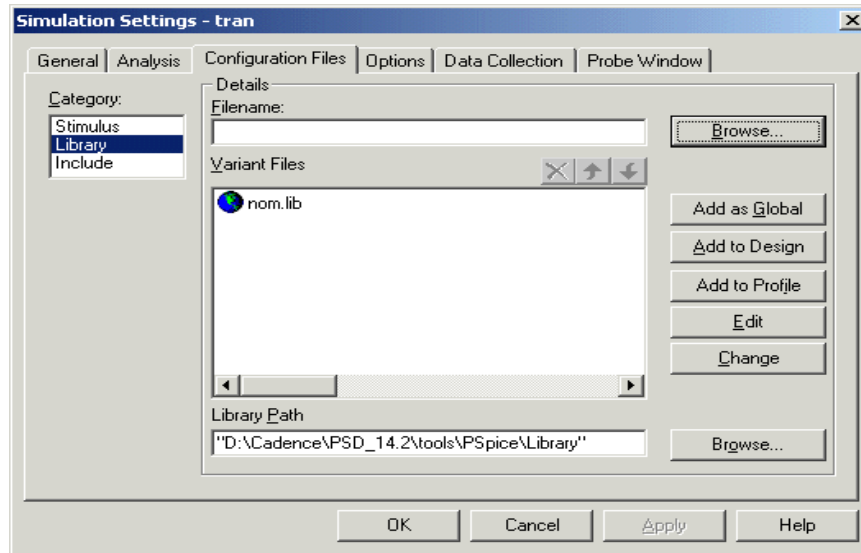 Simulation Settings - tran
General
Analysis
Configuration Files
Options
Data Collection
Probe Window
Category:
Stimulus
Library
Include
Details
Filename:
Browse...
Variant Files
nom.lib
Add as Global
Add to Design
Add to Profile
Edit
Change
Library Path
"D:\Cadence\PSD_14.2\tools\PSpice\Library"
Browse...
OK
Cancel
Apply
Help